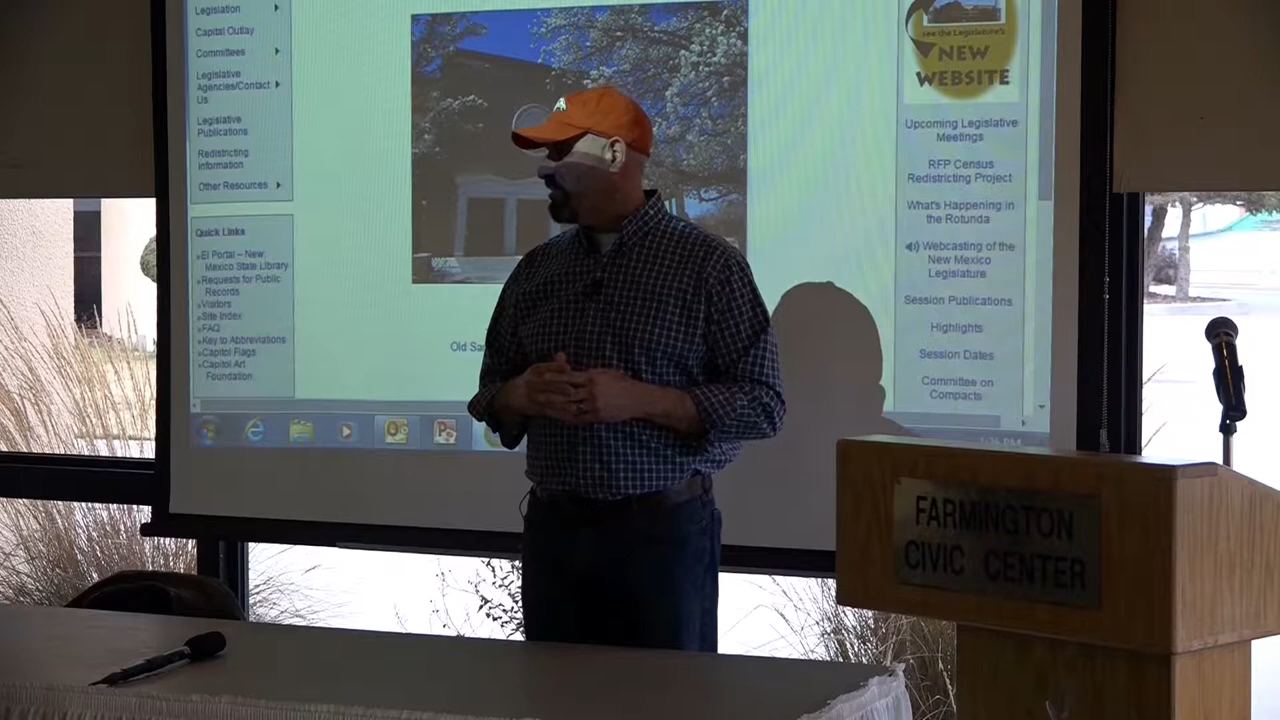 Legislation
Capital Outlay
Committees
Legislative
Agencies/Contact
Us
Legislative
Publications
Redistricting
Information
Other Resources
Quick Links
El Portal – New
Mexico State Library
Requests for Public
Records
Visitors
Site Index
FAQ
Key to Abbreviations
Capitol Flags
Capitol Art
Foundation
Old
see the Legislature's
NEW
WEBSITE
Upcoming Legislative
Meetings
RFP Census
Redistricting Project
What's Happening in
the Rotunda
Webcasting of the
New Mexico
Legislature
Session Publications
Highlights
Session Dates
Committee on
Compacts
FARMINGTON
CIVIC CENTER